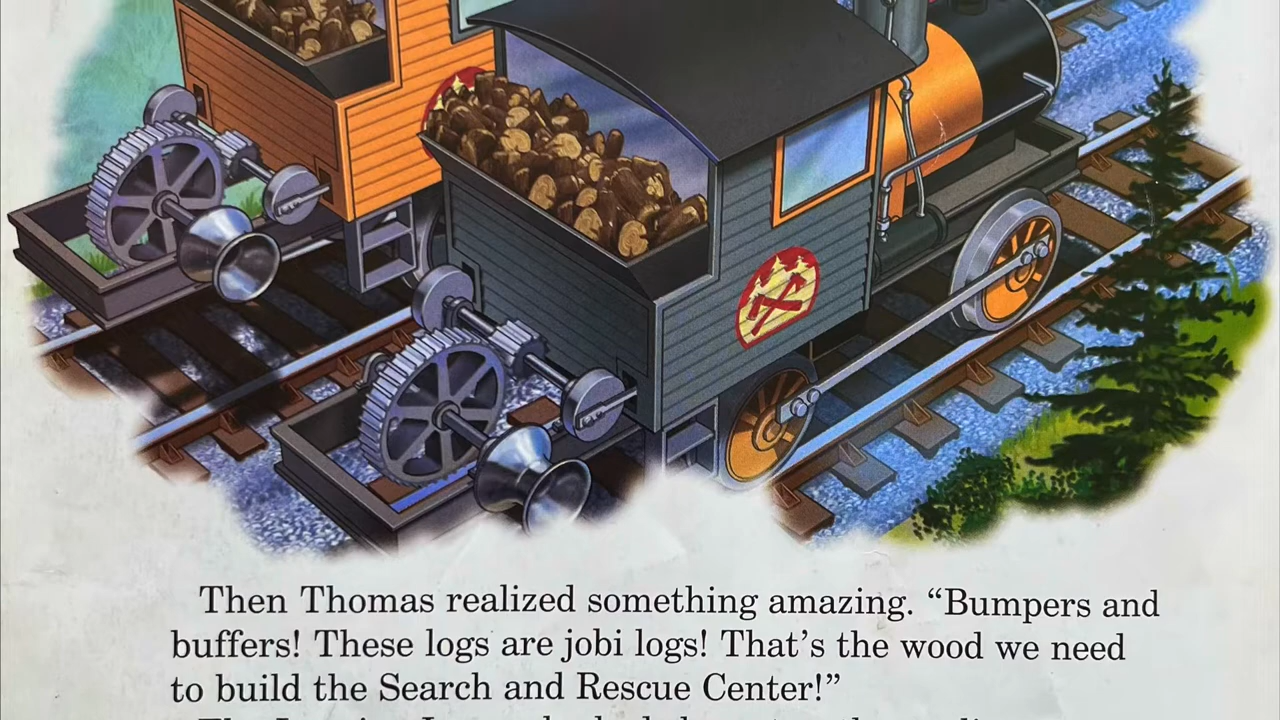 Then Thomas realized something amazing. “Bumpers and
buffers! These logs are jobi logs! That’s the wood we need
to build the Search and Rescue Center!”